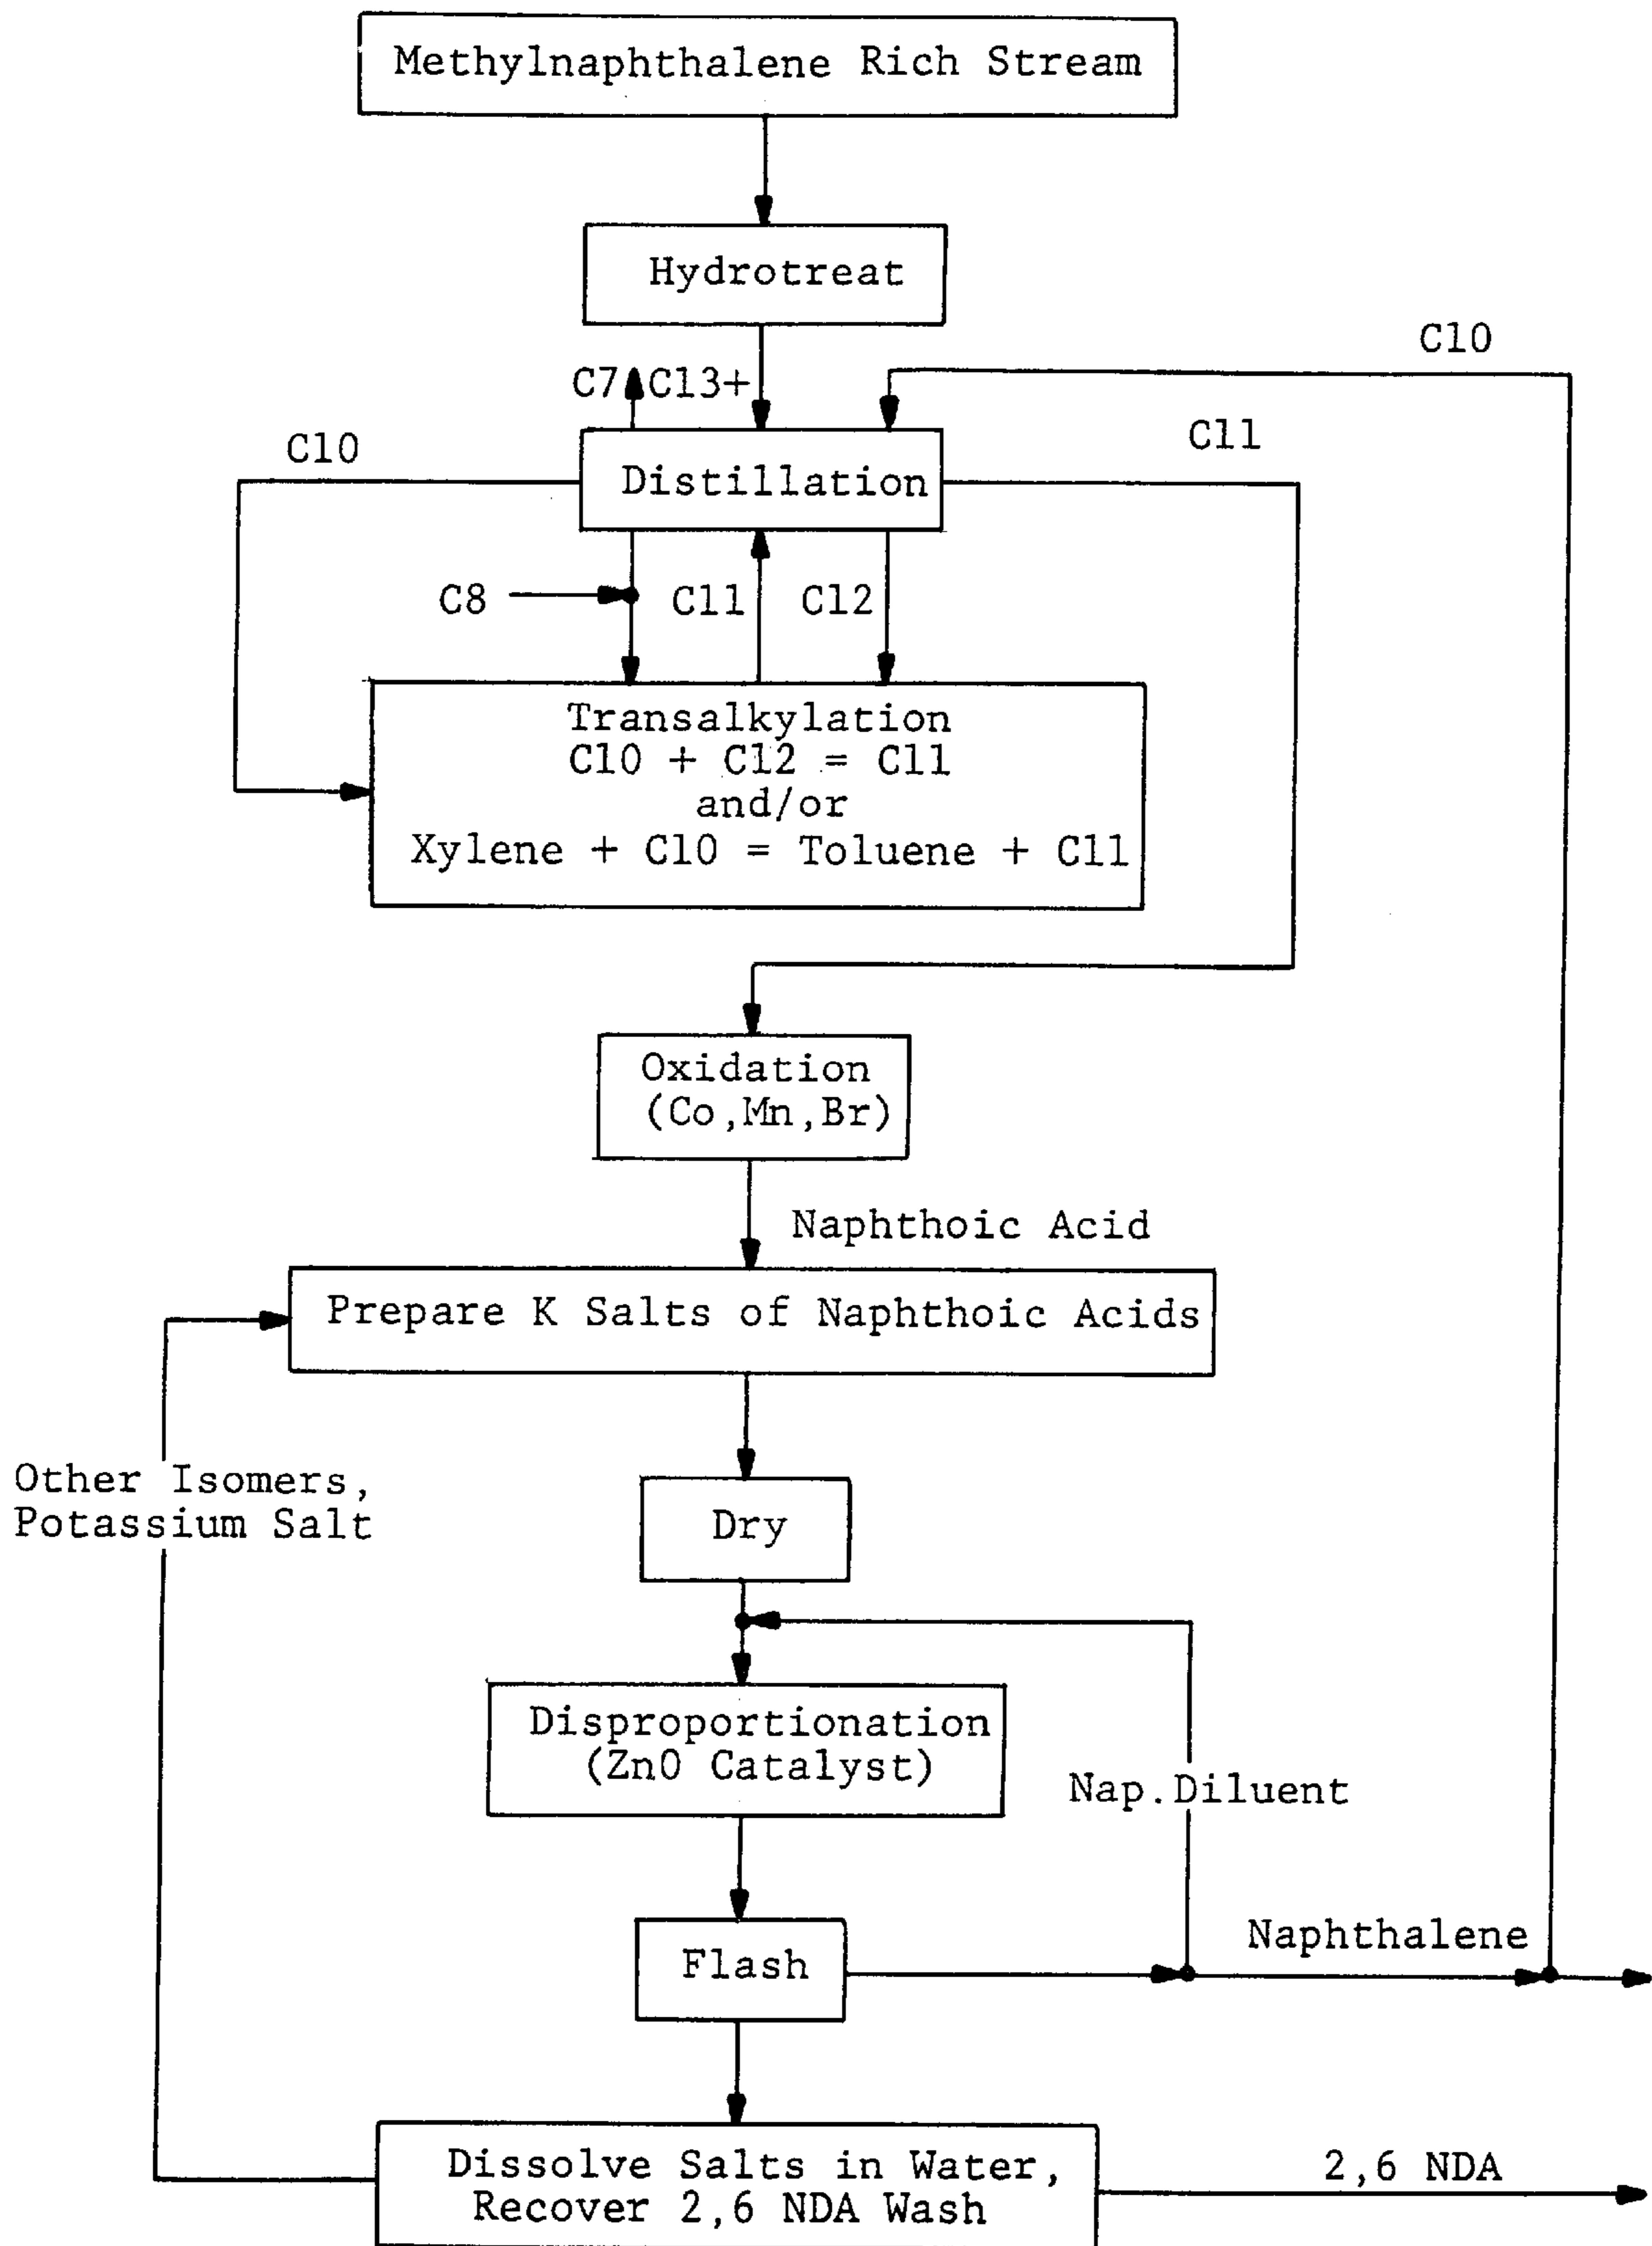 Methylnaphthalene Rich Stream
Hydrotreat
C10
C7 C13+
C11
C10
Distillation
C8
C11
C12
Transalkylation
C10 + C12 = C11
and/or
Xylene + C10 = Toluene + C11
Oxidation
(Co,Mn,Br)
Naphthoic Acid
Prepare K Salts of Naphthoic Acids
Other Isomers,
Potassium Salt
Dry
Disproportionation
(ZnO Catalyst)
Nap.Diluent
Naphthalene
Flash
Dissolve Salts in Water,
Recover 2,6 NDA Wash
2,6 NDA